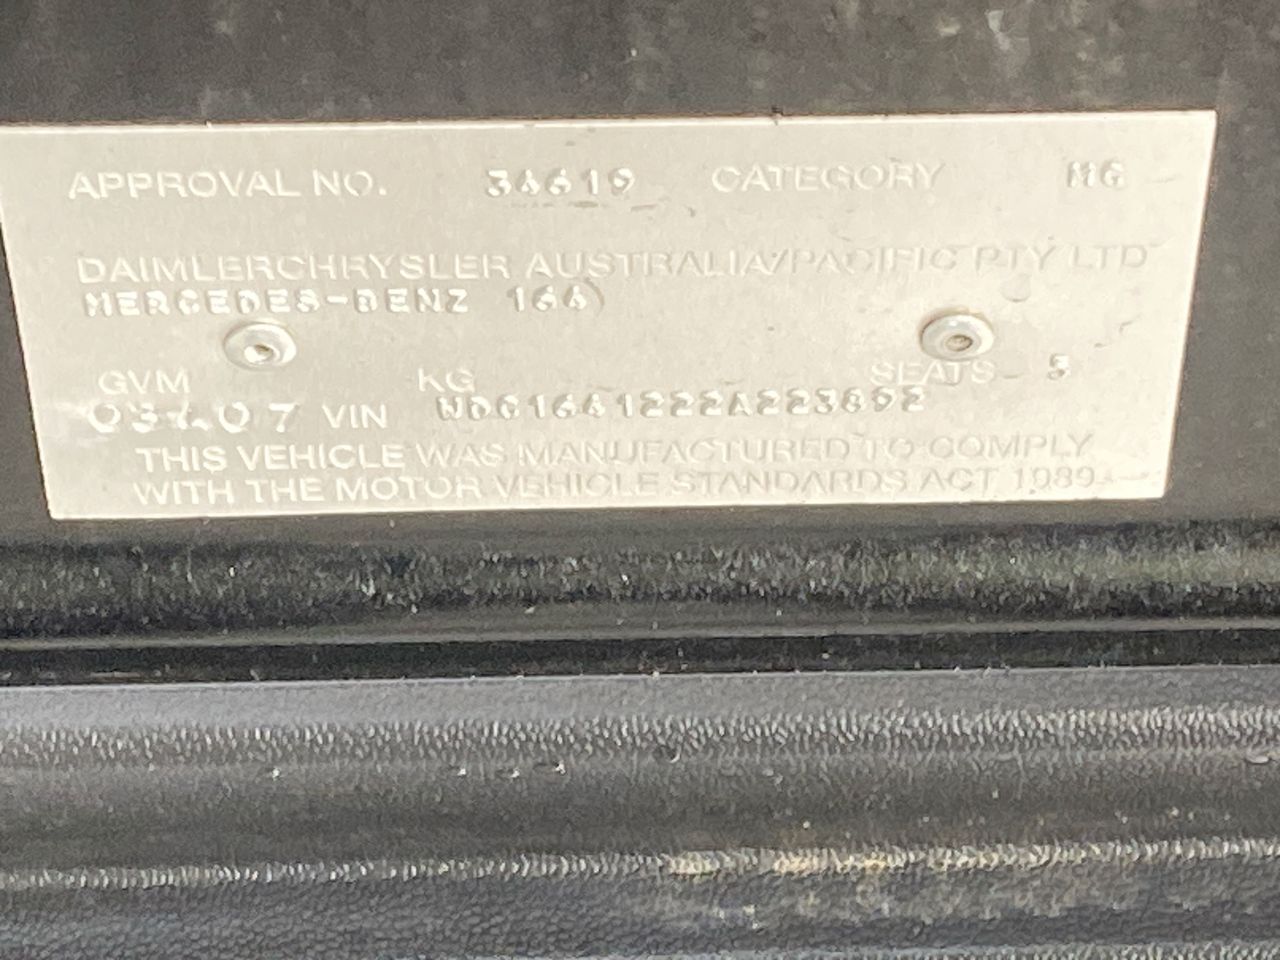 APPROVAL NO. 34619 CATEGORY MC
DAIMLERCHRYSLER AUSTRALIA/PACIFIC PTY LTD
MERCEDES-BENZ 164
GVM KG SEATS 5
03.07 VIN WDC1641222A223892
THIS VEHICLE WAS MANUFACTURED TO COMPLY
WITH THE MOTOR VEHICLE STANDARDS ACT 1989